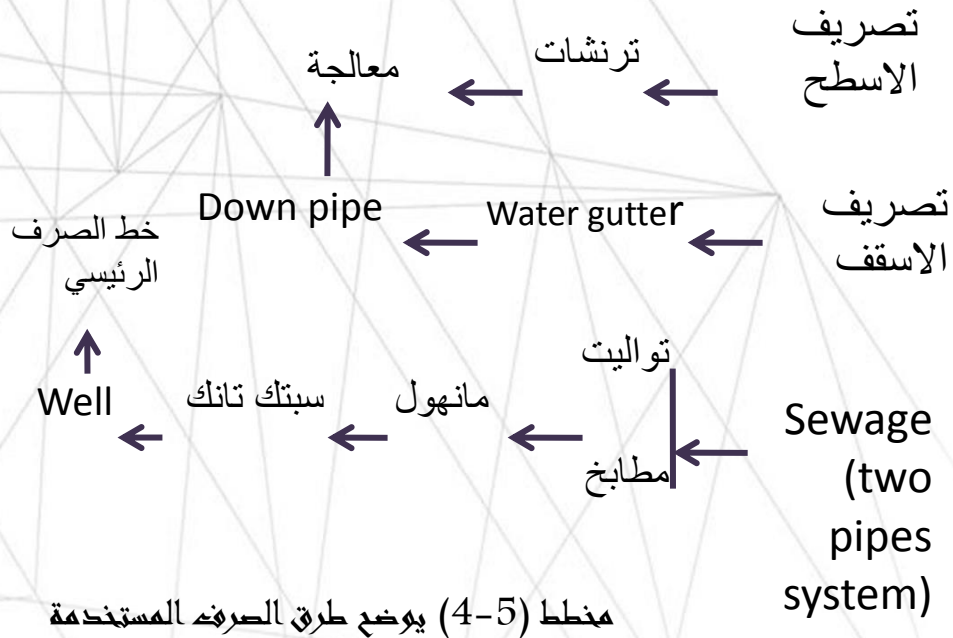 تصريف
الاسطح
ترنشات
معالجة
تصريف
الاسقف
Water gutter
Down pipe
خط الصرف
الرئيسي
Sewage
(two
pipes
system)
تواليت
مطابخ
مانهول
سبتك تانك
Well
مخطط (5-4) يوضح طرق الصرف المستخدمة